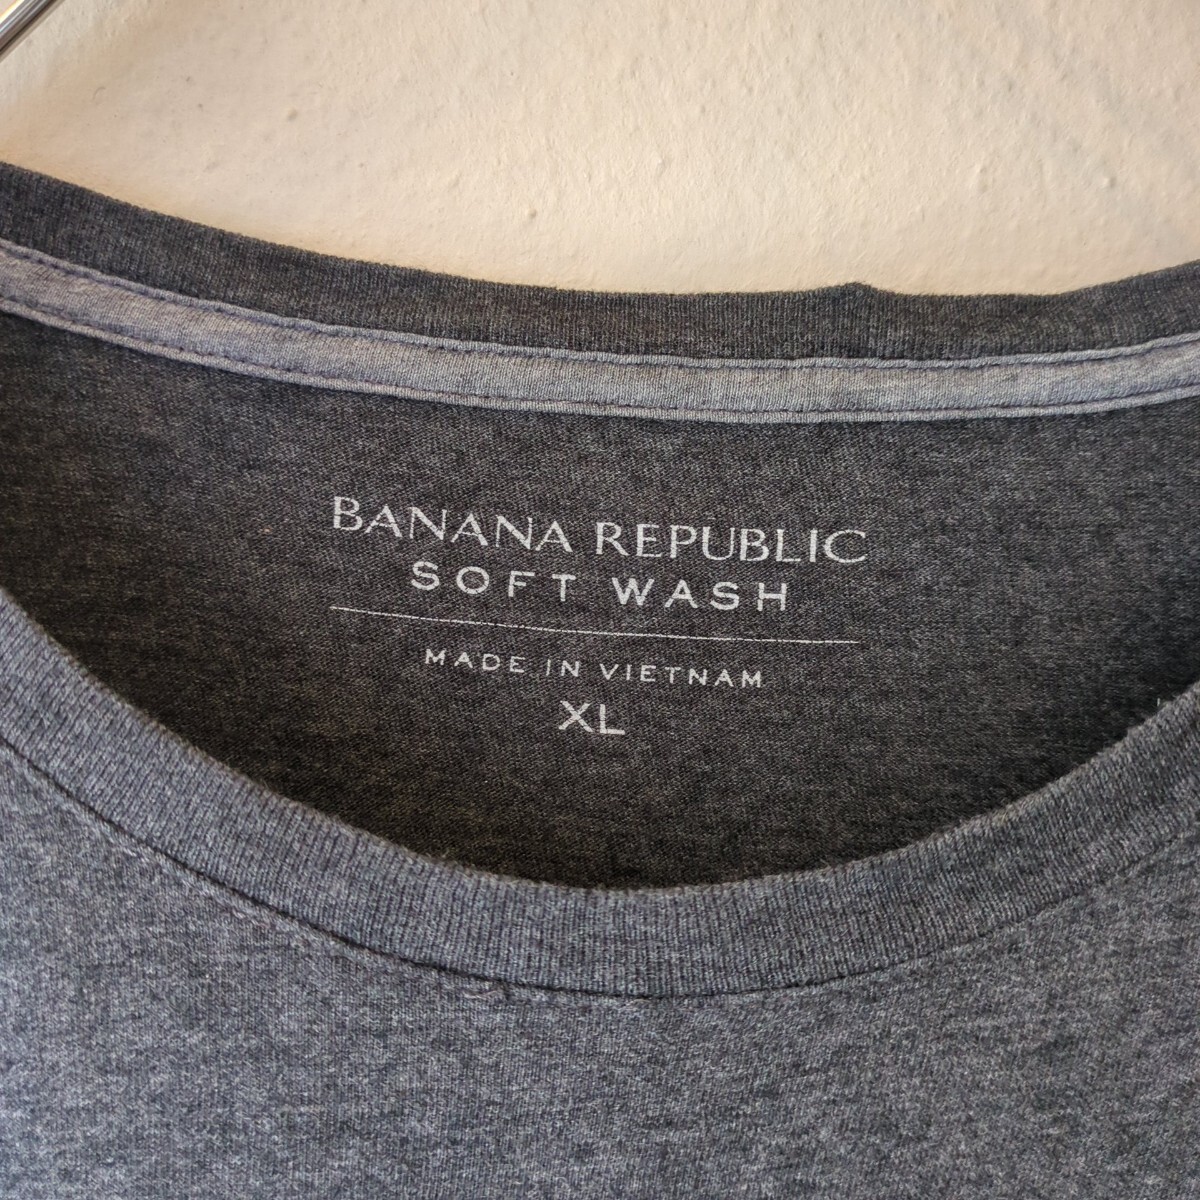 BANANA REPUBLIC
SOFT WASH
MADE IN VIETNAM
XL